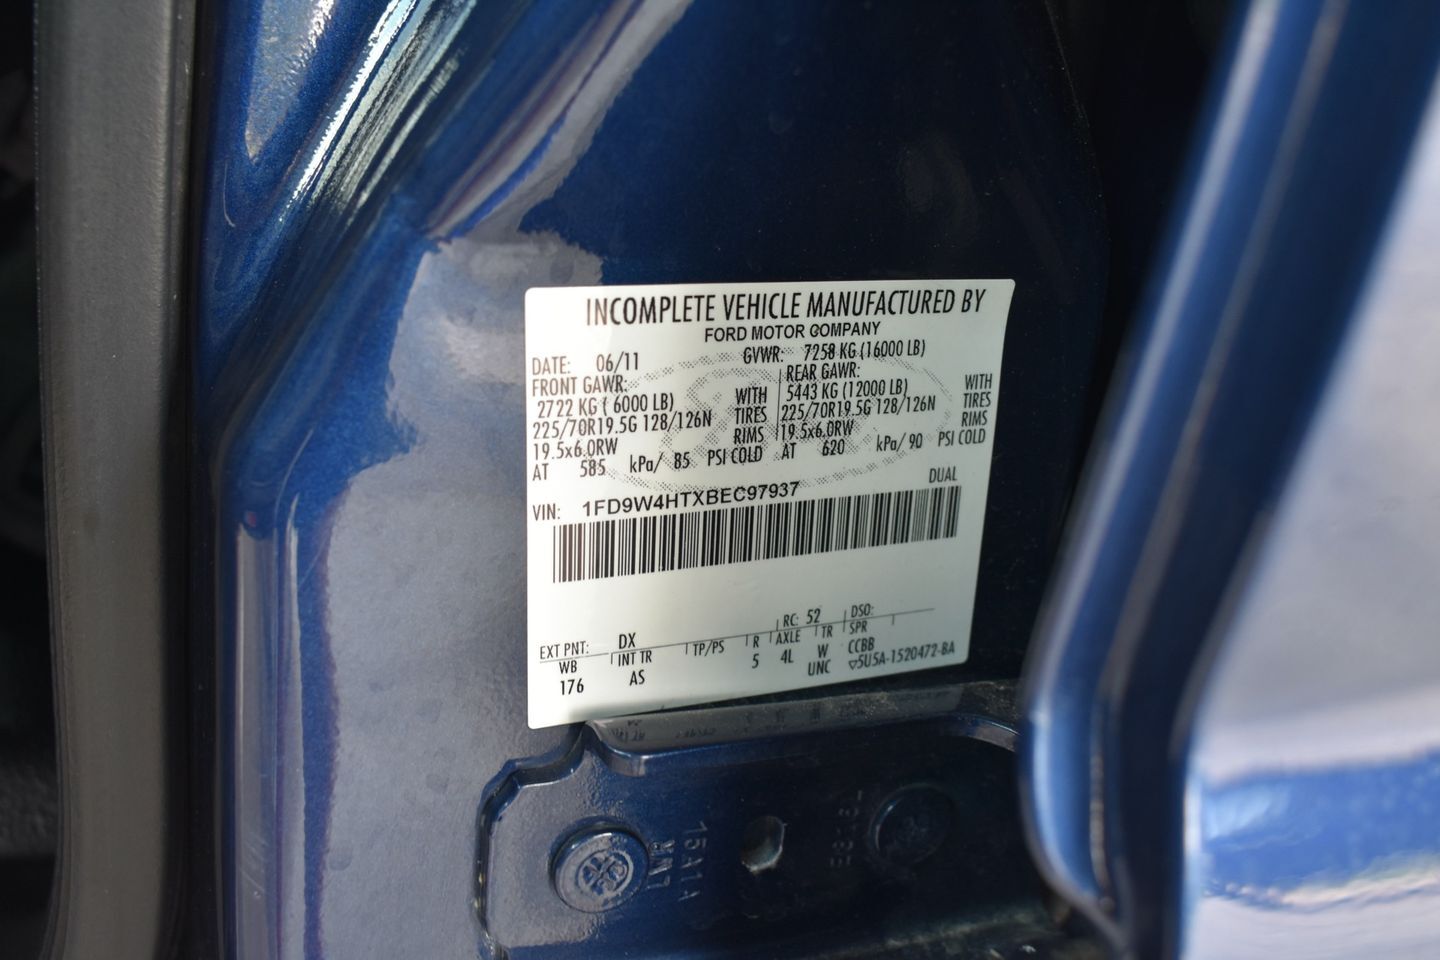 INCOMPLETE VEHICLE MANUFACTURED BY
FORD MOTOR COMPANY
DATE: 06/11 GVWR: 7258 KG (16000 LB)
FRONT GAWR: REAR GAWR:
2722 KG ( 6000 LB) WITH 5443 KG (12000 LB) WITH
225/70R19.5G 128/126N TIRES 225/70R19.5G 128/126N TIRES
19.5x6.0RW RIMS 19.5x6.0RW RIMS
AT 585 kPa/ 85 PSI COLD AT 620 kPa/ 90 PSI COLD
DUAL
VIN: 1FD9W4HTXBEC97937
EXT PNT: DX RC: 52 DSO:
WB INT TR TP/PS R AXLE TR SPR
176 AS 5 4L W CCBB
UNC ▽5U5A-1520472-BA
15A1A